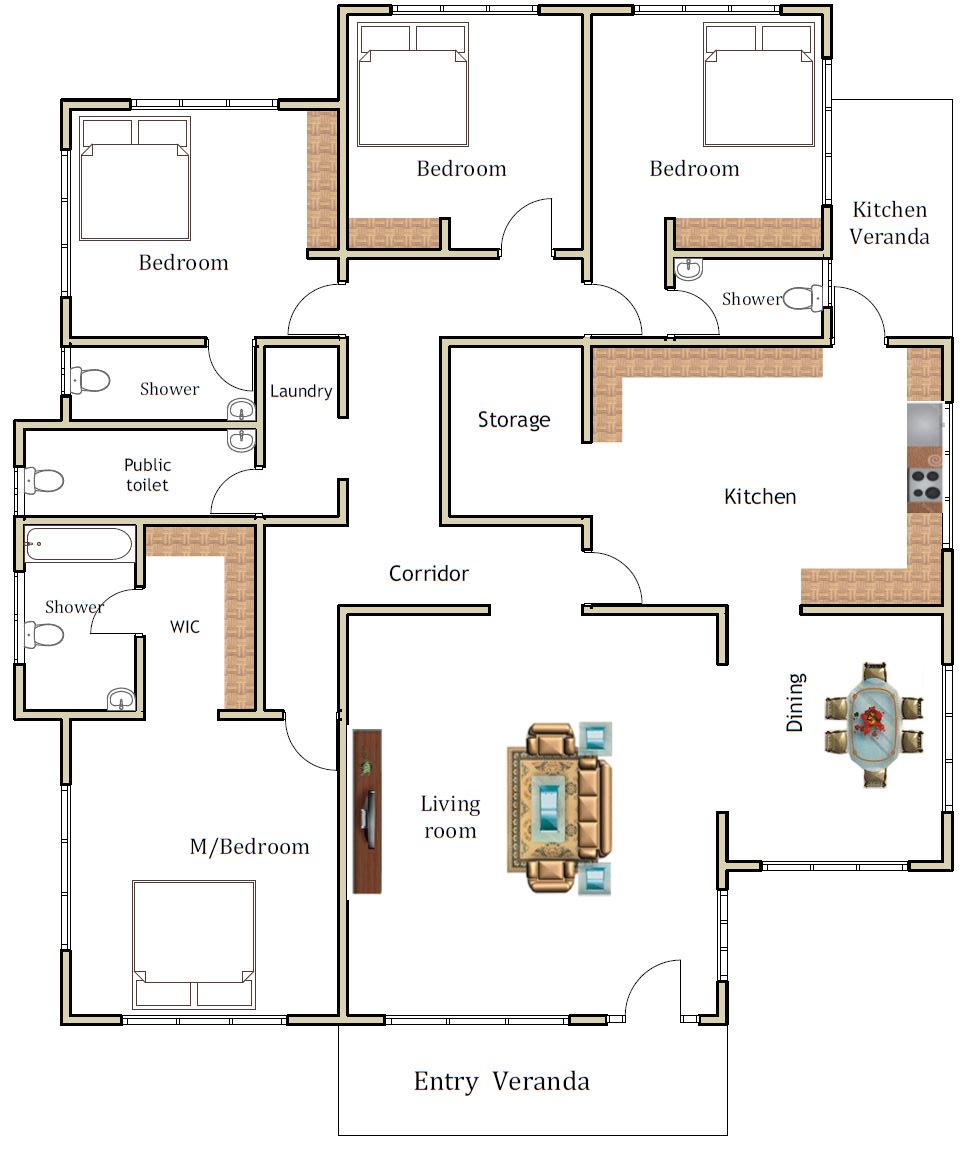 Bedroom
Bedroom
Kitchen
Veranda
Bedroom
Shower
Shower
Laundry
Storage
Public
toilet
Kitchen
Corridor
Shower
WIC
Dining
Living
room
M/Bedroom
Entry Veranda